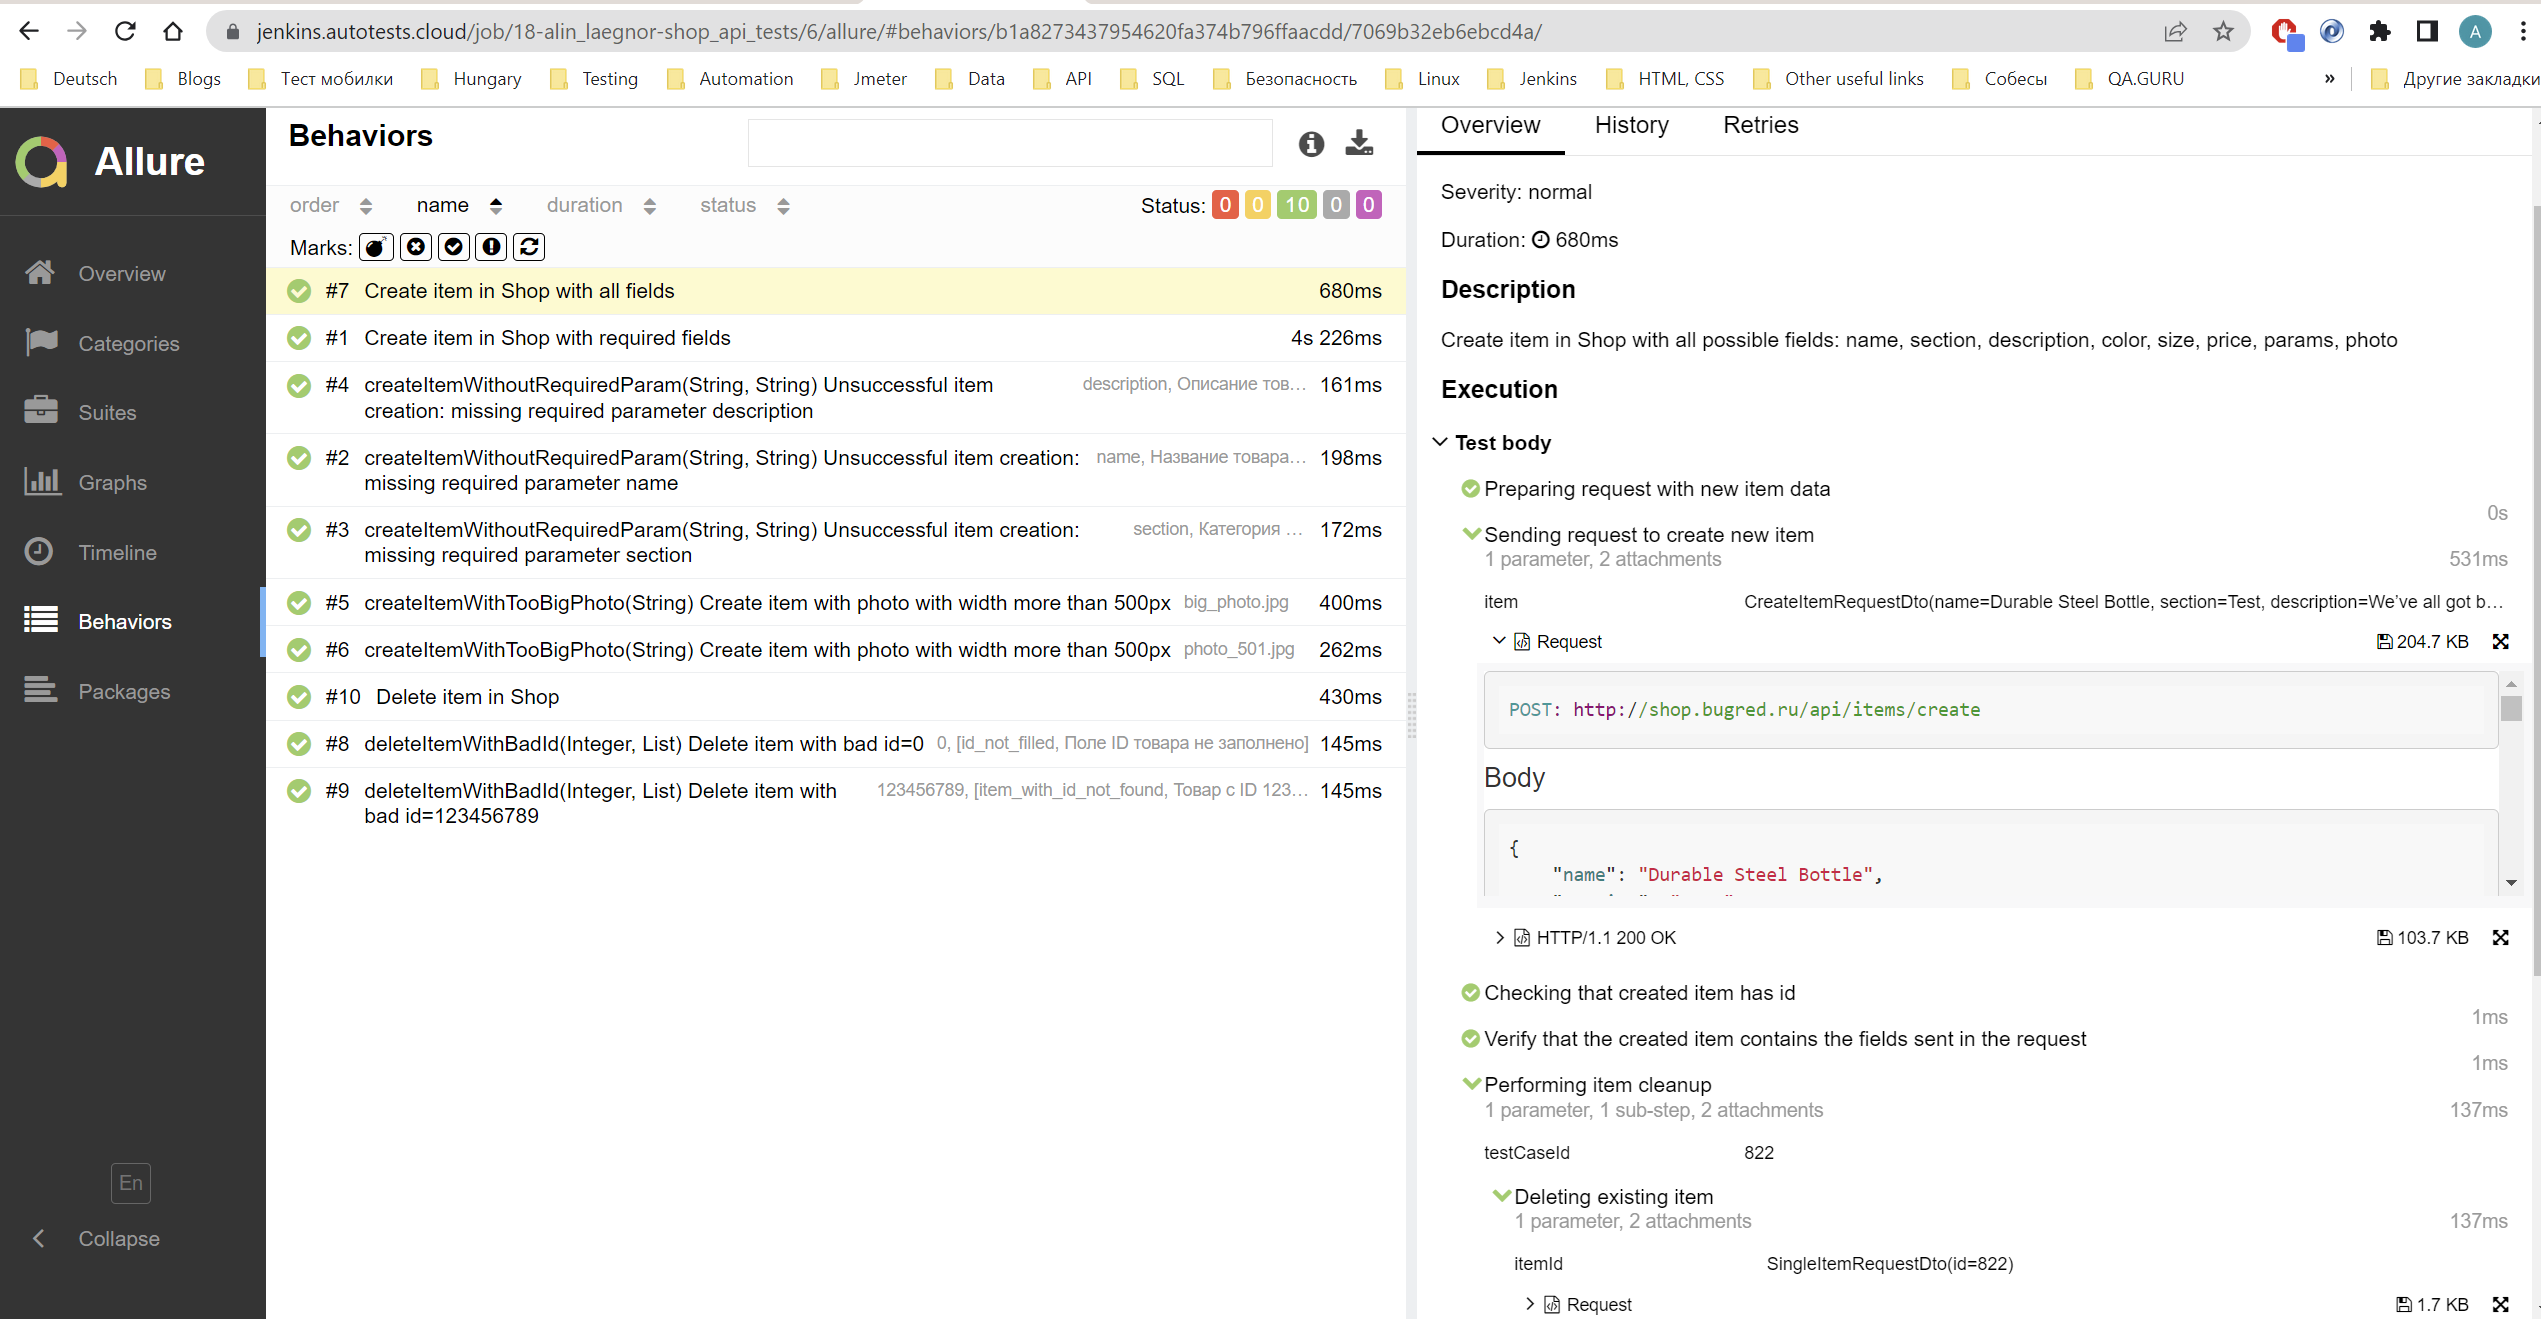 jenkins.autotests.cloud/job/18-alin_laegnor-shop_api_tests/6/allure/#behaviors/b1a8273437954620fa374b796ffaacdd/7069b32eb6ebcd4a/
A
Deutsch Blogs Тест мобилки Hungary Testing Automation Jmeter Data API SQL Безопасность Linux Jenkins HTML, CSS Other useful links Собесы QA.GURU » Другие закладки
Allure
Overview
Categories
Suites
Graphs
Timeline
Behaviors
Packages
En
Collapse
Behaviors
order name duration status Status: 0 0 10 0 0
Marks:
#7 Create item in Shop with all fields 680ms
#1 Create item in Shop with required fields 4s 226ms
#4 createItemWithoutRequiredParam(String, String) Unsuccessful item description, Описание тов... 161ms
creation: missing required parameter description
#2 createItemWithoutRequiredParam(String, String) Unsuccessful item creation: name, Название товара... 198ms
missing required parameter name
#3 createItemWithoutRequiredParam(String, String) Unsuccessful item creation: section, Категория ... 172ms
missing required parameter section
#5 createItemWithTooBigPhoto(String) Create item with photo with width more than 500px big_photo.jpg 400ms
#6 createItemWithTooBigPhoto(String) Create item with photo with width more than 500px photo_501.jpg 262ms
#10 Delete item in Shop 430ms
#8 deleteItemWithBadId(Integer, List) Delete item with bad id=0 0, [id_not_filled, Поле ID товара не заполнено] 145ms
#9 deleteItemWithBadId(Integer, List) Delete item with 123456789, [item_with_id_not_found, Товар с ID 123... 145ms
bad id=123456789
Overview History Retries
Severity: normal
Duration: 680ms
Description
Create item in Shop with all possible fields: name, section, description, color, size, price, params, photo
Execution
Test body
Preparing request with new item data
0s
Sending request to create new item
1 parameter, 2 attachments 531ms
item CreateItemRequestDto(name=Durable Steel Bottle, section=Test, description=We've all got b...
Request 204.7 KB
POST: http://shop.bugred.ru/api/items/create
Body
{
"name": "Durable Steel Bottle",
HTTP/1.1 200 OK 103.7 KB
Checking that created item has id
1ms
Verify that the created item contains the fields sent in the request
1ms
Performing item cleanup
1 parameter, 1 sub-step, 2 attachments 137ms
testCaseId 822
Deleting existing item
1 parameter, 2 attachments 137ms
itemId SingleItemRequestDto(id=822)
Request 1.7 KB